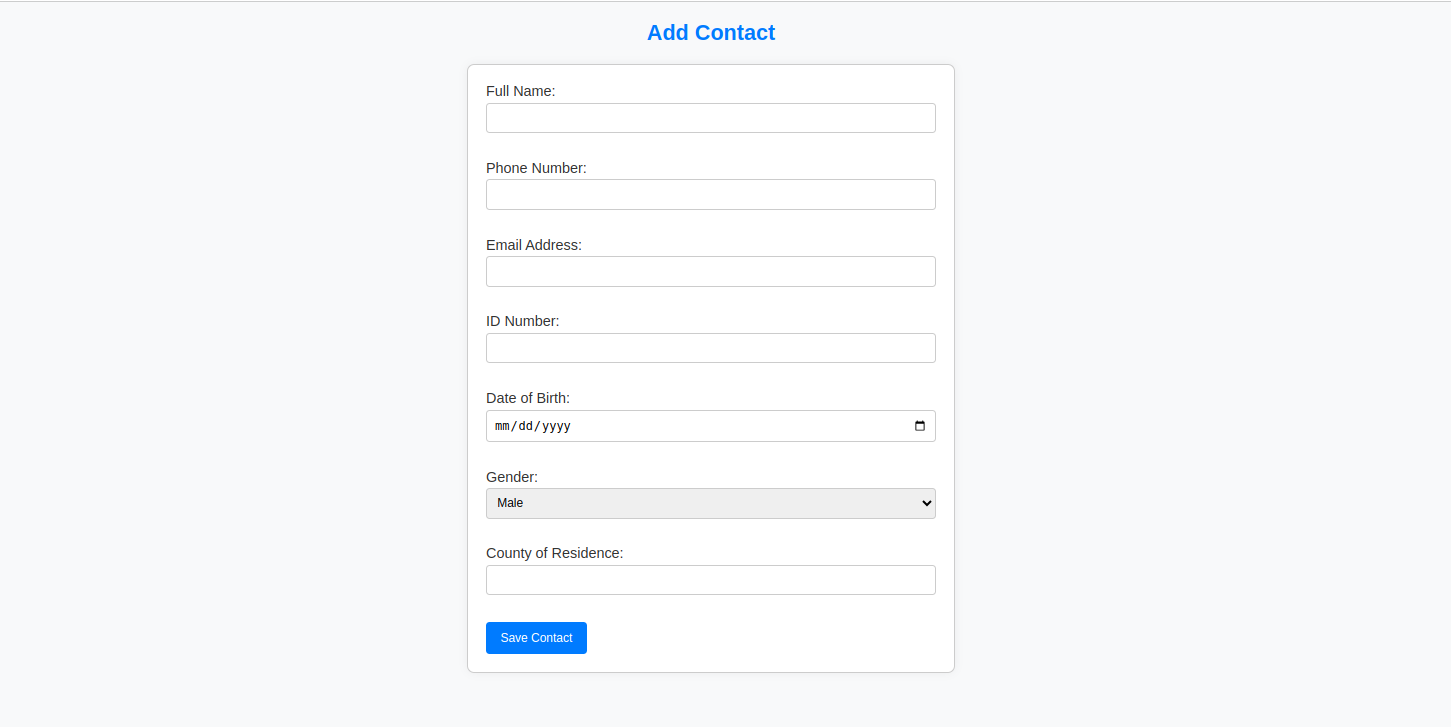 Add Contact
Full Name:
Phone Number:
Email Address:
ID Number:
Date of Birth:
mm/dd/yyyy
Gender:
Male
County of Residence:
Save Contact